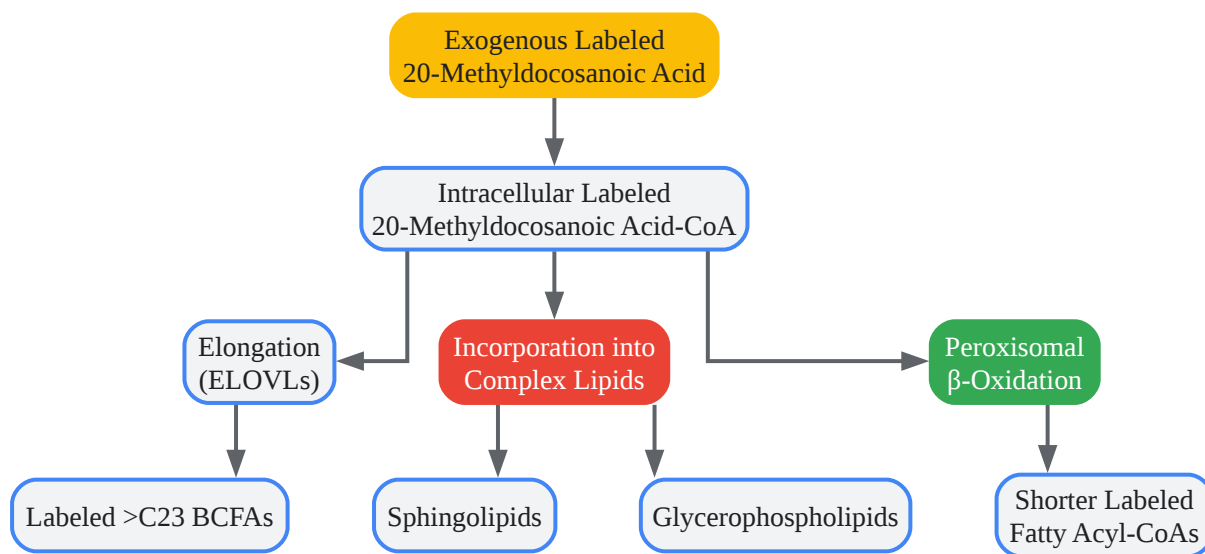 Exogenous Labeled
20-Methyldocosanoic Acid
Intracellular Labeled
20-Methyldocosanoic Acid-CoA
Elongation
(ELOVLs)
Incorporation into
Complex Lipids
Peroxisomal
β-Oxidation
Labeled >C23 BCFAs
Sphingolipids
Glycerophospholipids
Shorter Labeled
Fatty Acyl-CoAs